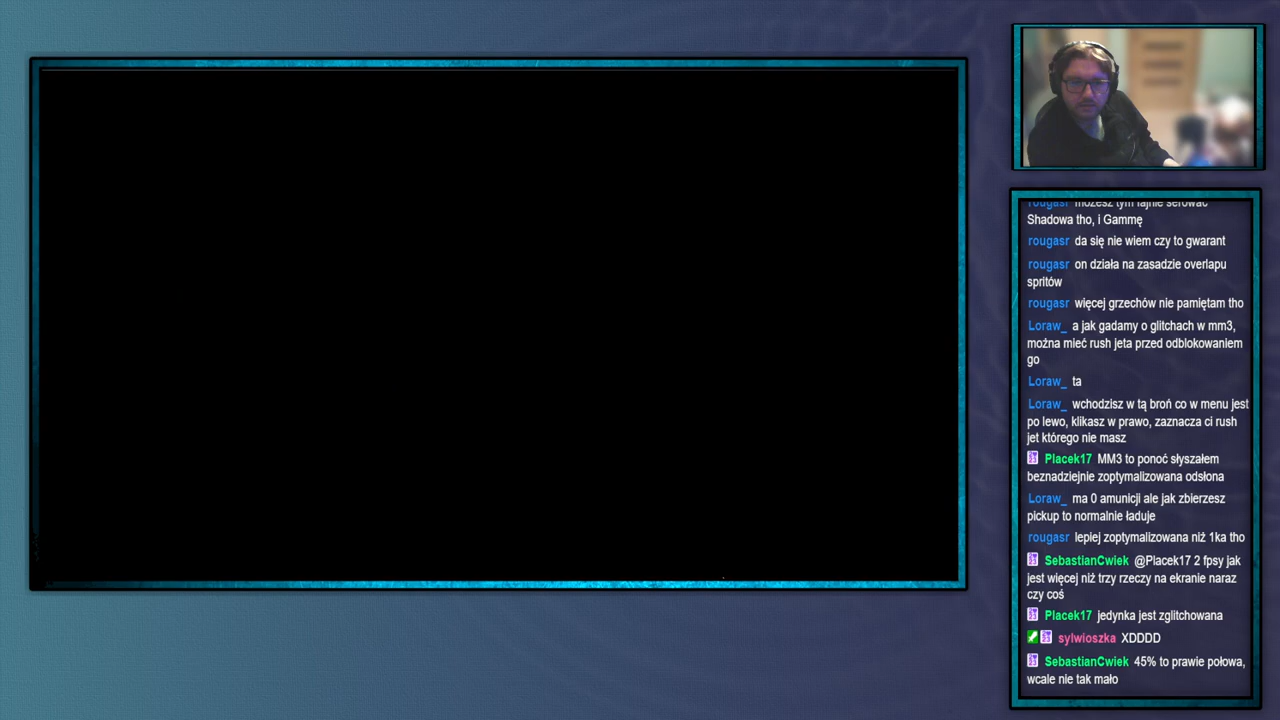 rougasr możesz tym fajnie serować
Shadowa tho, i Gammę
rougasr da się nie wiem czy to gwarant
rougasr on działa na zasadzie overlapu
spritów
rougasr więcej grzechów nie pamiętam tho
Loraw_ a jak gadamy o glitchach w mm3,
można mieć rush jeta przed odblokowaniem
go
Loraw_ ta
Loraw_ wchodzisz w tą broń co w menu jest
po lewo, klikasz w prawo, zaznacza ci rush
jet którego nie masz
Placek17 MM3 to ponoć słyszałem
beznadziejnie zoptymalizowana odsłona
Loraw_ ma 0 amunicji ale jak zbierzesz
pickup to normalnie ładuje
rougasr lepiej zoptymalizowana niż 1ka tho
SebastianCwiek @Placek17 2 fpsy jak
jest więcej niż trzy rzeczy na ekranie naraz
czy coś
Placek17 jedynka jest zglitchowana
sylwioszka XDDDD
SebastianCwiek 45% to prawie połowa,
wcale nie tak mało